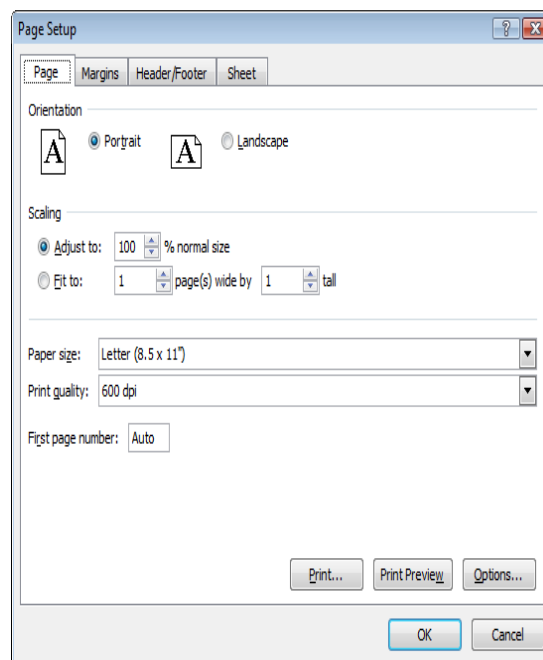 Page Setup
Page Margins Header/Footer Sheet
Orientation
A Portrait A Landscape
Scaling
Adjust to: 100 % normal size
Fit to: 1 page(s) wide by 1 tall
Paper size: Letter (8.5 x 11")
Print quality: 600 dpi
First page number: Auto
Print... Print Preview Options...
OK Cancel